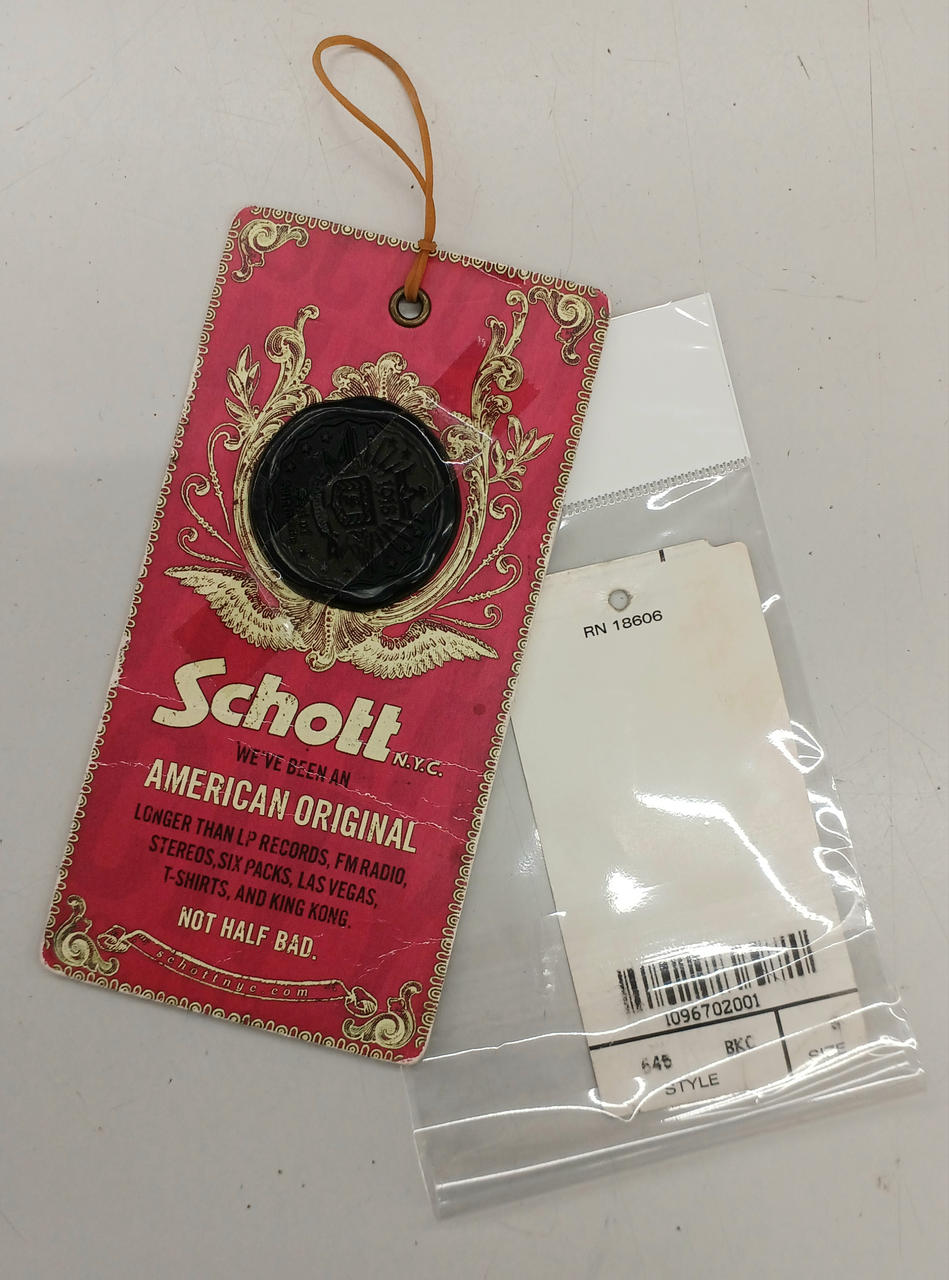 Schott
N.Y.C.
WE'VE BEEN AN
AMERICAN ORIGINAL
LONGER THAN LP RECORDS, FM RADIO,
STEREOS, SIX PACKS, LAS VEGAS,
T-SHIRTS, AND KING KONG.
NOT HALF BAD.
schottnyc.com
RN 18606
1096702001
BKC
STYLE
SIZE